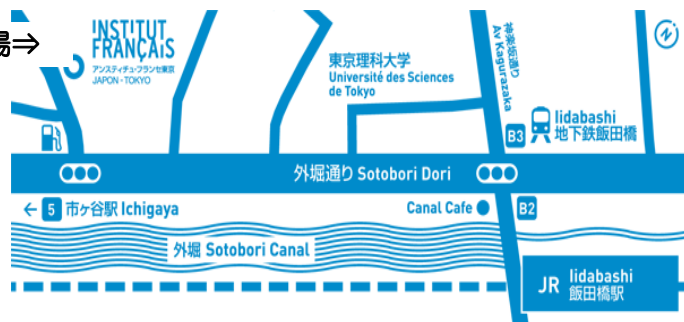 場⇒
INSTITUT
FRANÇAIS
アンスティチュ・フランセ東京
JAPON - TOKYO
東京理科大学
Université des Sciences
de Tokyo
神楽坂通り
Av Kagurazaka
B3
Iidabashi
地下鉄飯田橋
外堀通り Sotobori Dori
← 5 市ヶ谷駅 Ichigaya
Canal Cafe
B2
外堀 Sotobori Canal
JR Iidabashi
飯田橋駅
N